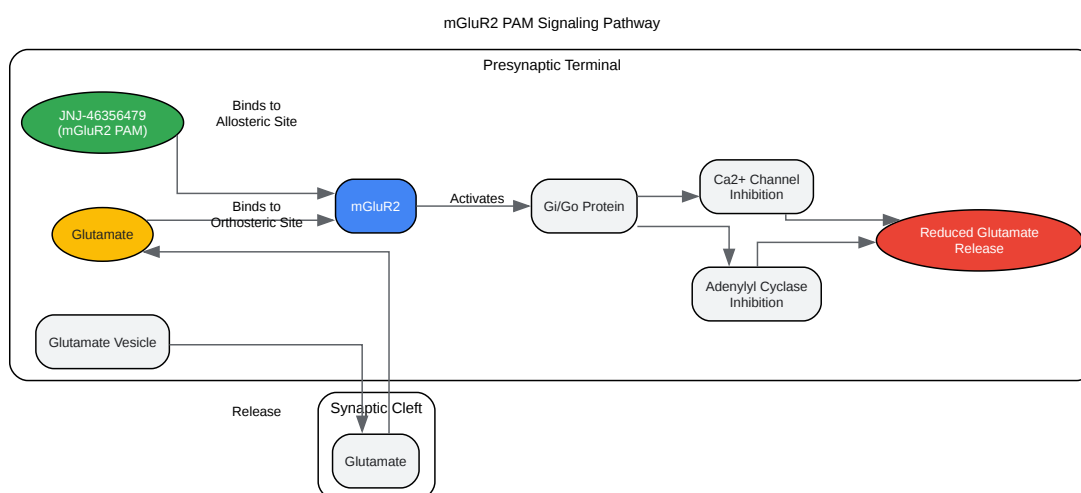 mGluR2 PAM Signaling Pathway
Presynaptic Terminal
JNJ-46356479
(mGluR2 PAM)
Binds to
Allosteric Site
mGluR2
Activates
Gi/Go Protein
Ca2+ Channel
Inhibition
Binds to
Orthosteric Site
Glutamate
Reduced Glutamate
Release
Adenylyl Cyclase
Inhibition
Glutamate Vesicle
Release
Synaptic Cleft
Glutamate